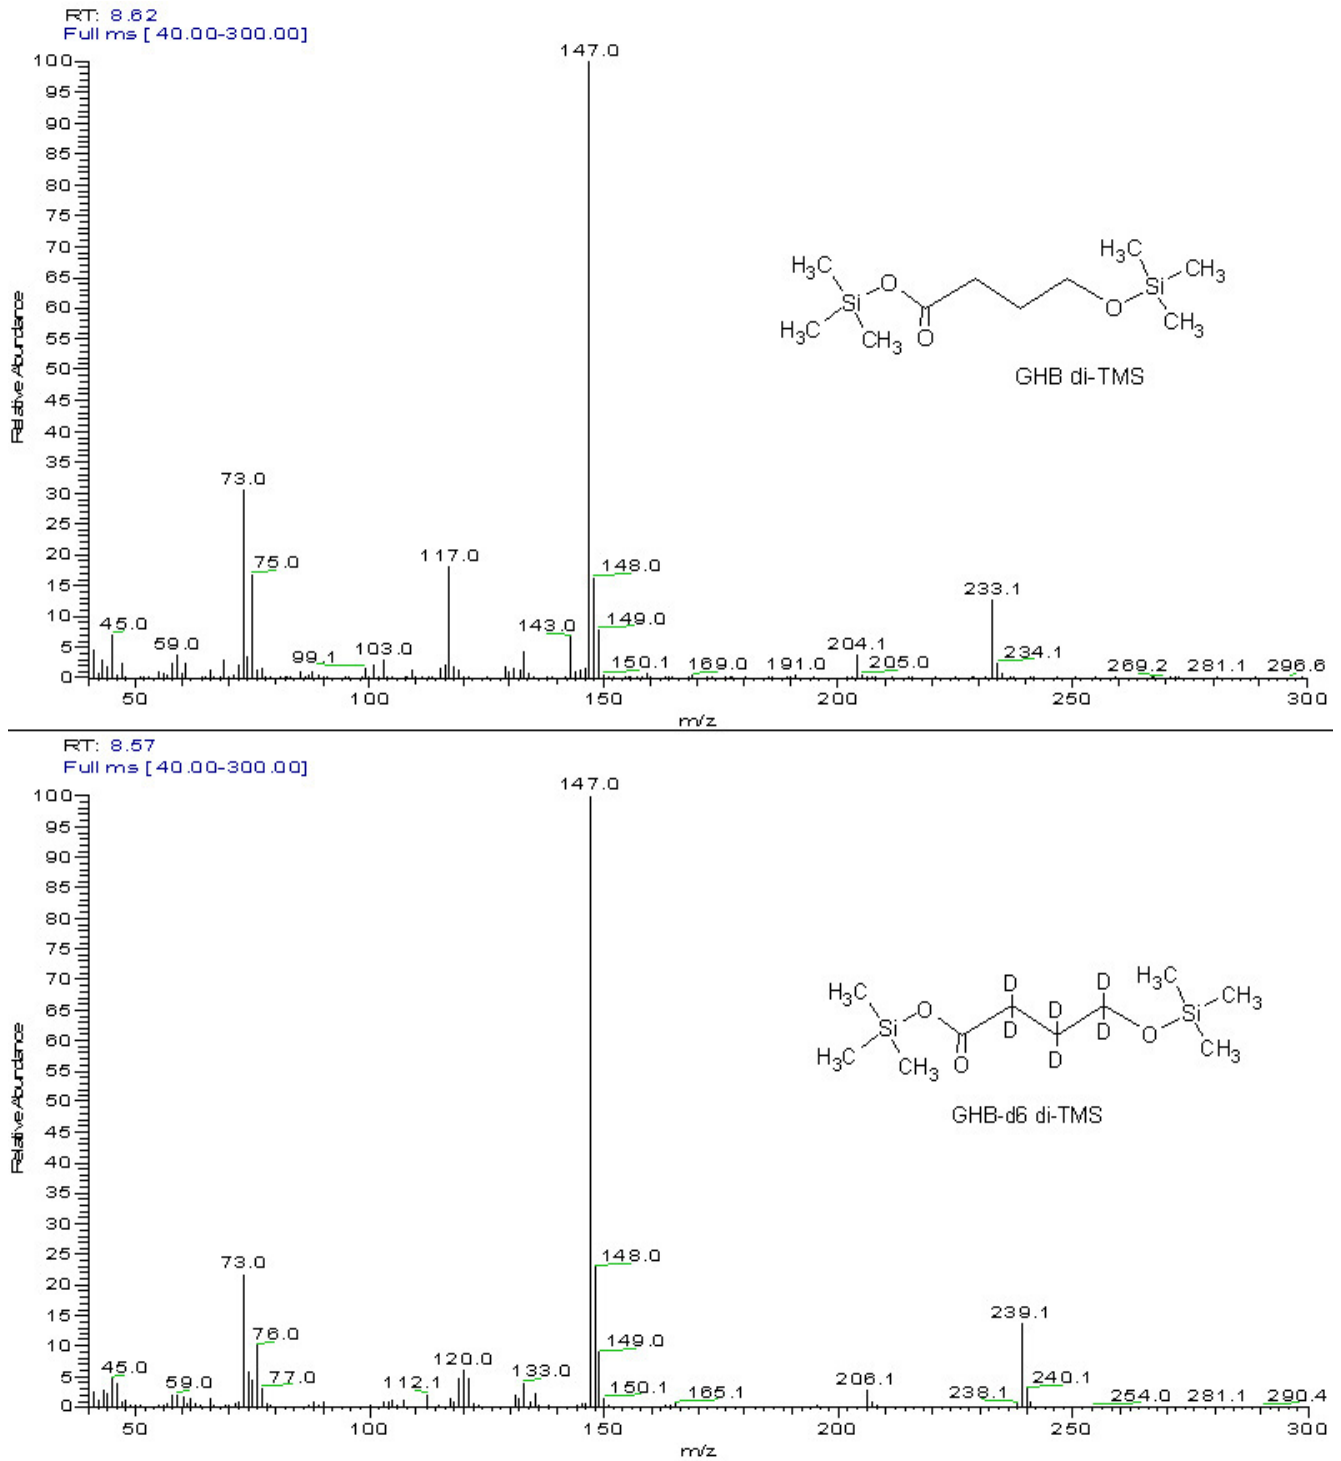 RT: 8.62
Full ms [ 40.00-300.00]
147.0
100
95
90
85
80
75
70
65
60
55
50
45
40
35
30
25
20
15
10
5
0
Relative Abundance
73.0
75.0
117.0
148.0
45.0
59.0
99.1
103.0
143.0
149.0
150.1
169.0
191.0
204.1
205.0
233.1
234.1
269.2
281.1
296.6
50
100
150
200
250
300
m/z
H3C
H3C
CH3
Si
O
O
O
Si
H3C
CH3
CH3
GHB di-TMS
RT: 8.57
Full ms [ 40.00-300.00]
147.0
100
95
90
85
80
75
70
65
60
55
50
45
40
35
30
25
20
15
10
5
0
Relative Abundance
73.0
76.0
77.0
148.0
45.0
59.0
112.1
120.0
133.0
149.0
150.1
165.1
206.1
238.1
239.1
240.1
254.0
281.1
290.4
50
100
150
200
250
300
m/z
H3C
H3C
CH3
Si
O
O
D
D
D
D
D
D
O
Si
H3C
CH3
CH3
GHB-d6 di-TMS